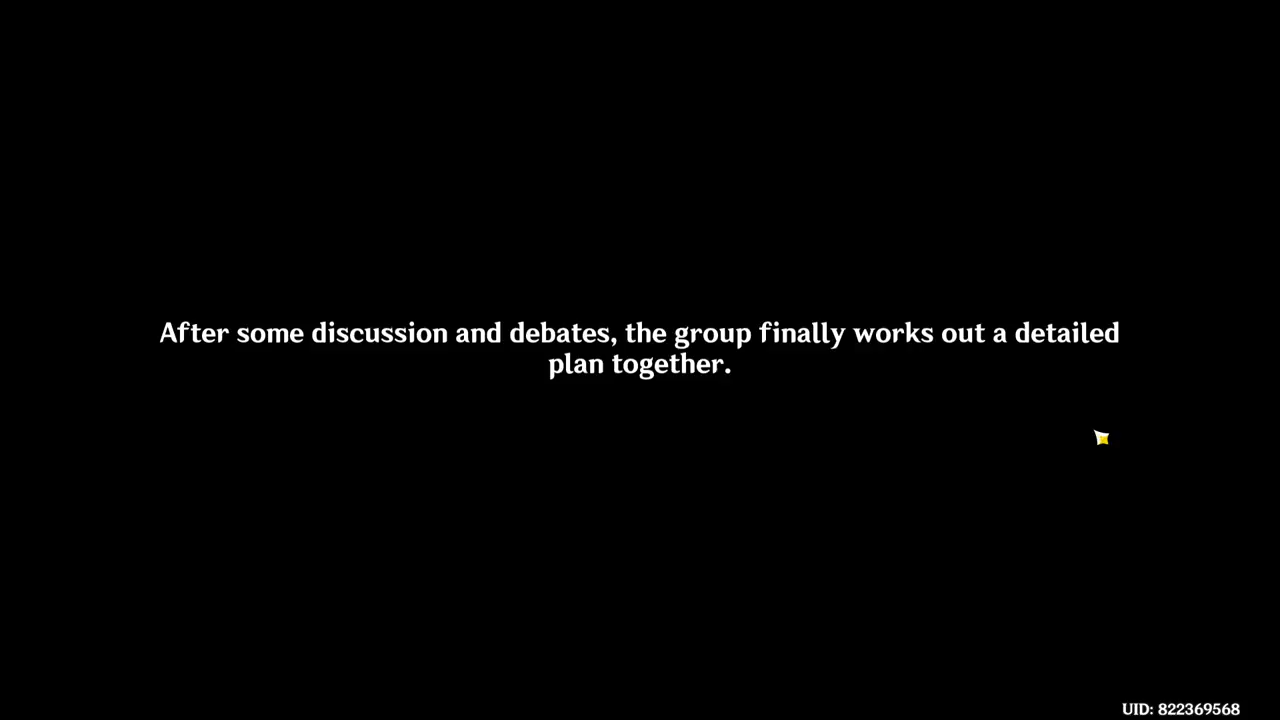 After some discussion and debates, the group finally works out a detailed
plan together.
UID: 822369568